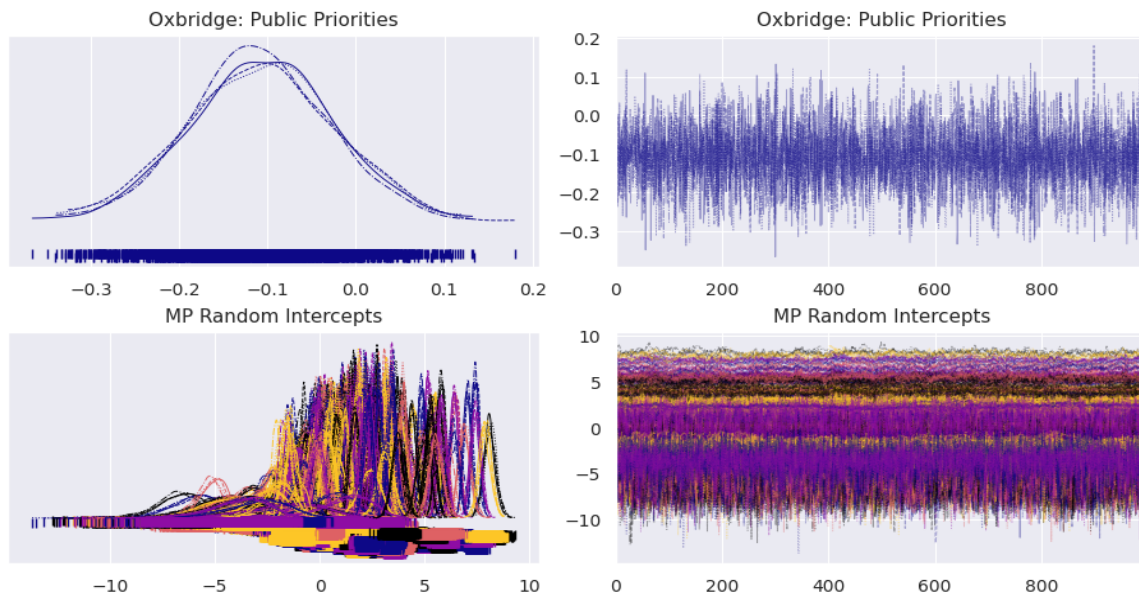 Oxbridge: Public Priorities
−0.3 −0.2 −0.1 0.0 0.1 0.2
Oxbridge: Public Priorities
0.2
0.1
0.0
−0.1
−0.2
−0.3
0 200 400 600 800
MP Random Intercepts
−10 −5 0 5 10
MP Random Intercepts
10
5
0
−5
−10
0 200 400 600 800